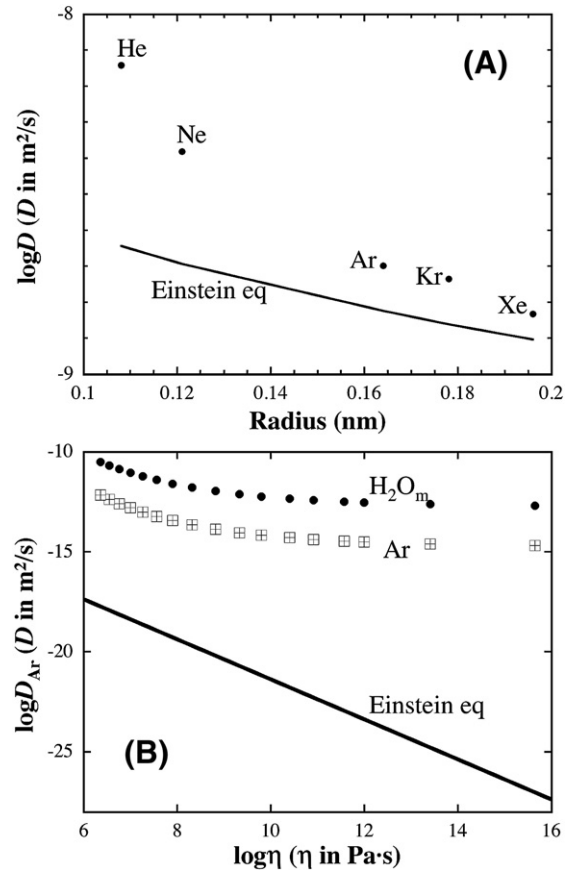 -8
He
(A)
Ne
Ar
Kr
Xe
Einstein eq
-9
0.1
0.12
0.14
0.16
0.18
0.2
logD (D in m²/s)
Radius (nm)
-10
H₂Oₘ
-15
Ar
-20
Einstein eq
-25
(B)
6
8
10
12
14
16
logD_Ar (D in m²/s)
logη (η in Pa·s)